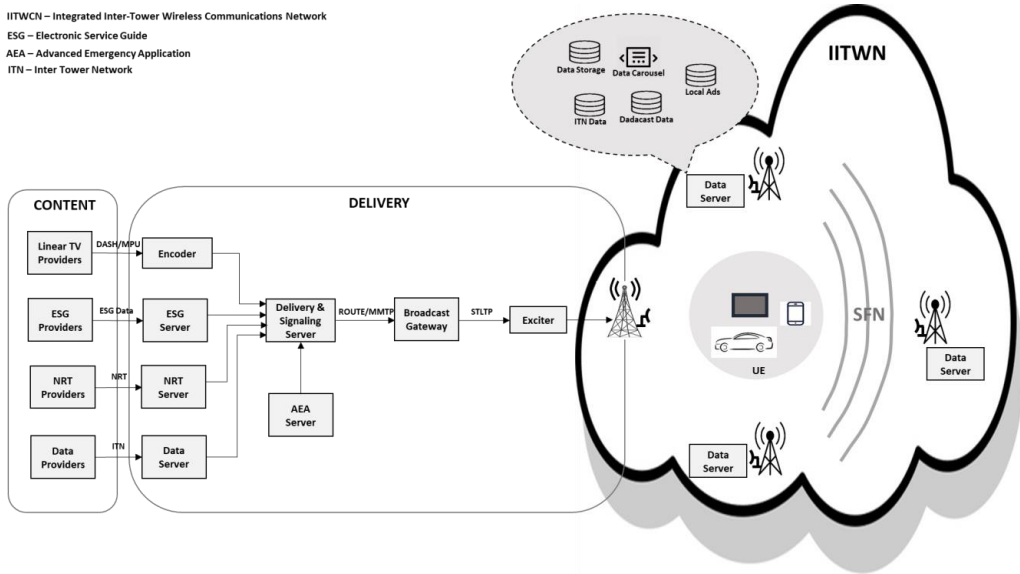 IITWCN – Integrated Inter-Tower Wireless Communications Network
ESG – Electronic Service Guide
AEA – Advanced Emergency Application
ITN – Inter Tower Network
IITWN
Data Storage
Data Carousel
Local Ads
ITN Data
Dadacast Data
CONTENT
DELIVERY
Linear TV
Providers
DASH/MPU
Encoder
ESG
Providers
ESG Data
ESG
Server
NRT
Providers
NRT
NRT
Server
Data
Providers
ITN
Data
Server
Delivery &
Signaling
Server
AEA
Server
ROUTE/MMTP
Broadcast
Gateway
STLTP
Exciter
Data
Server
UE
SFN
Data
Server
Data
Server